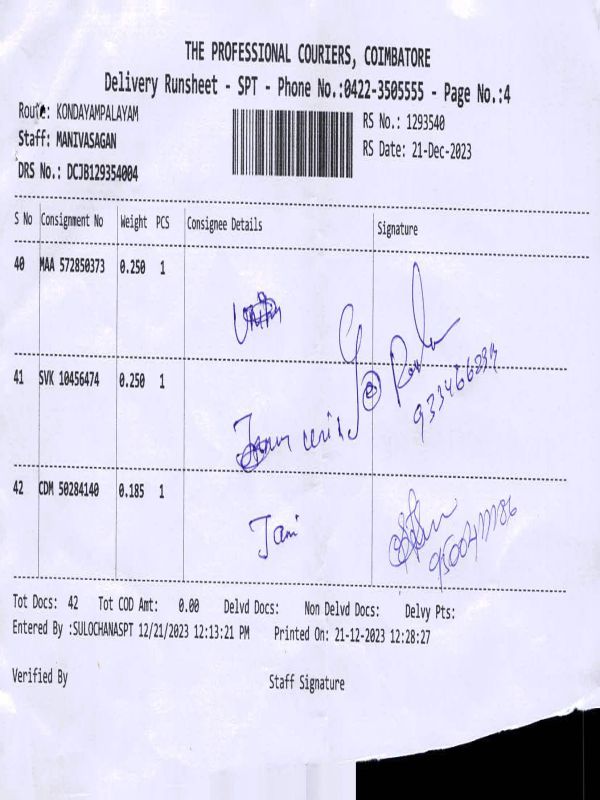 THE PROFESSIONAL COURIERS, COIMBATORE
Delivery Runsheet - SPT - Phone No.:0422-3505555 - Page No.:4
Route: KONDAYAMPALAYAM
RS No.: 1293540
Staff: MANIVASAGAN
RS Date: 21-Dec-2023
DRS No.: DCJB129354004
S No Consignment No Weight PCS Consignee Details Signature
40 MAA 572850373 0.250 1
41 SVK 10456474 0.250 1
42 CDM 50284140 0.185 1
Jani
Tot Docs: 42 Tot COD Amt: 0.00 Delvd Docs: Non Delvd Docs: Delvy Pts:
Entered By :SULOCHANASPT 12/21/2023 12:13:21 PM Printed On: 21-12-2023 12:28:27
Verified By Staff Signature